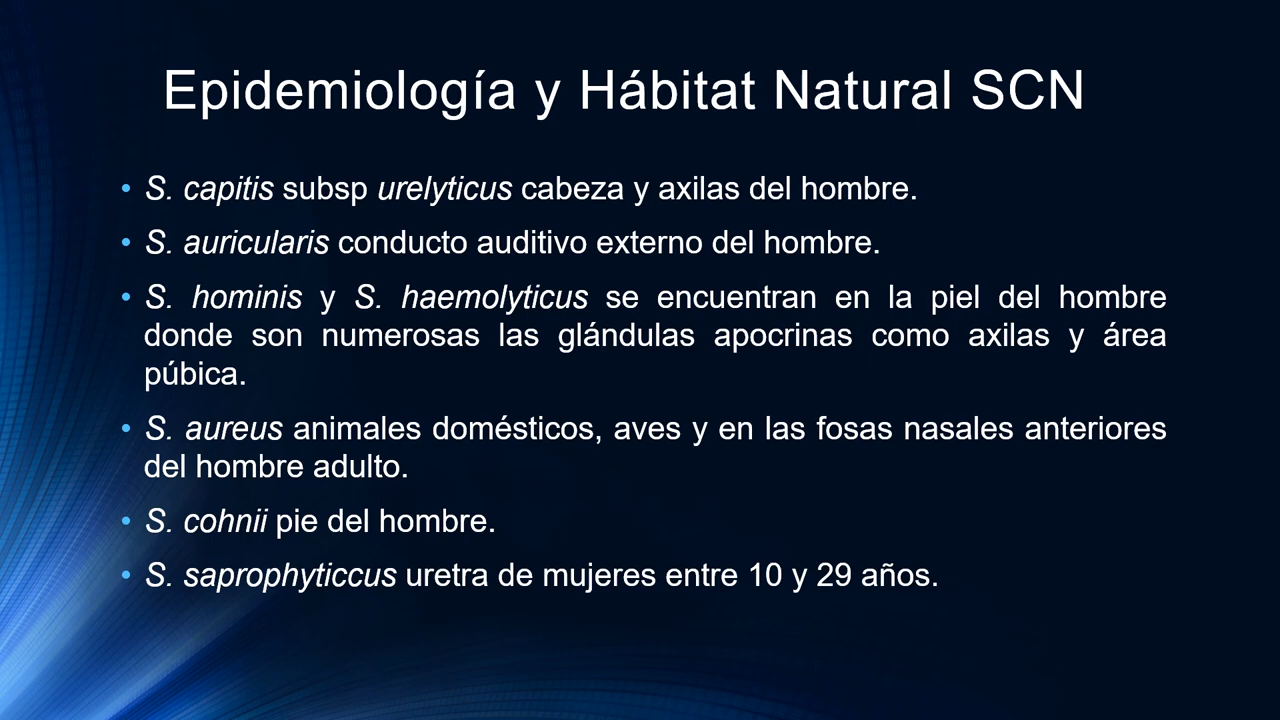 Epidemiología y Hábitat Natural SCN
• S. capitis subsp urelyticus cabeza y axilas del hombre.
• S. auricularis conducto auditivo externo del hombre.
• S. hominis y S. haemolyticus se encuentran en la piel del hombre
donde son numerosas las glándulas apocrinas como axilas y área
púbica.
• S. aureus animales domésticos, aves y en las fosas nasales anteriores
del hombre adulto.
• S. cohnii pie del hombre.
• S. saprophyticcus uretra de mujeres entre 10 y 29 años.